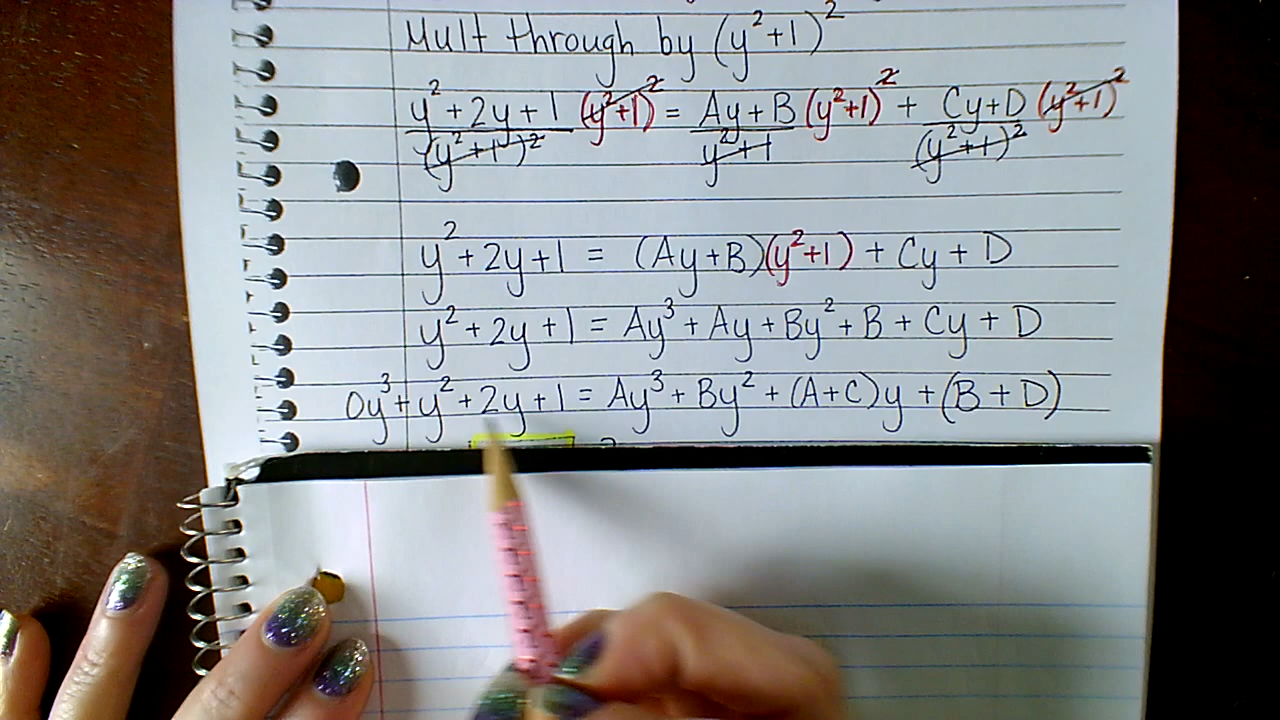 Mult through by (y²+1)²
y²+2y+1/(y²+1)² (y²+1)² = Ay+B/y²+1 (y²+1)² + Cy+D/(y²+1)² (y²+1)²
y²+2y+1 = (Ay+B)(y²+1) + Cy+D
y²+2y+1 = Ay³+Ay+By²+B+Cy+D
0y³+y²+2y+1 = Ay³+By²+(A+C)y+(B+D)